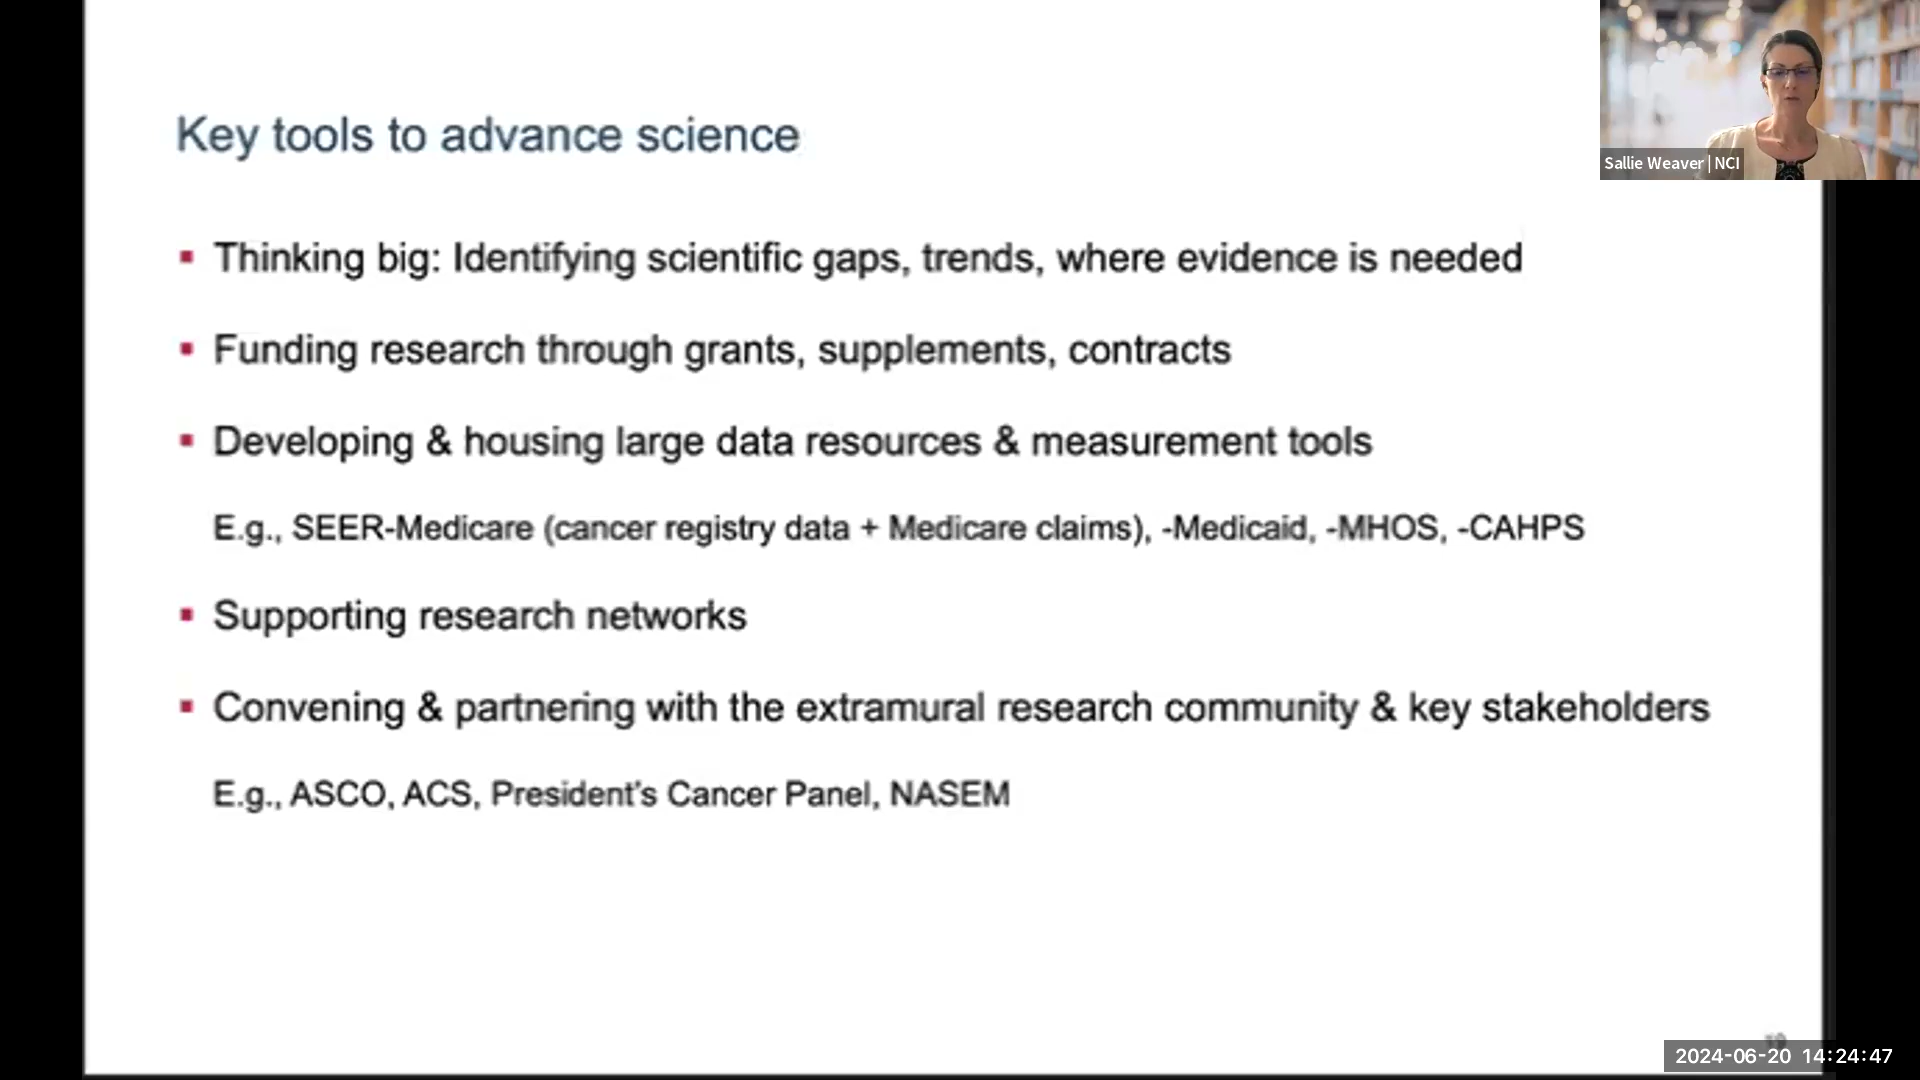 Key tools to advance science
Thinking big: Identifying scientific gaps, trends, where evidence is needed
Funding research through grants, supplements, contracts
Developing & housing large data resources & measurement tools
E.g., SEER-Medicare (cancer registry data + Medicare claims), -Medicaid, -MHOS, -CAHPS
Supporting research networks
Convening & partnering with the extramural research community & key stakeholders
E.g., ASCO, ACS, President's Cancer Panel, NASEM
Sallie Weaver | NCI
2024-06-20 14:24:47